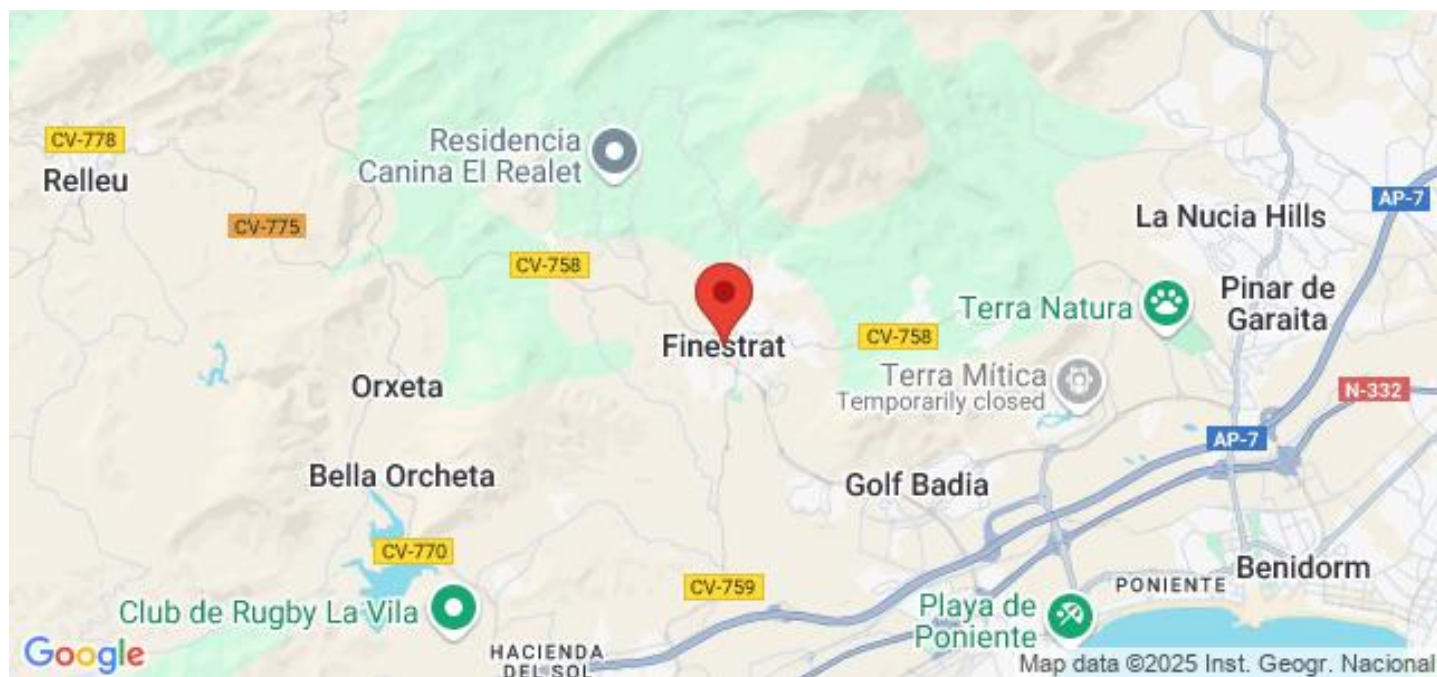 CV-778
Relleu
Residencia
Canina El Realet
CV-775
CV-758
AP-7
La Nucia Hills
Terra Natura
Pinar de
Garaita
Finestrat
CV-758
Terra Mítica
Temporarily closed
Orxeta
N-332
AP-7
Bella Orcheta
Golf Badia
CV-770
CV-759
Benidorm
PONIENTE
Club de Rugby La Vila
Playa de
Poniente
HACIENDA
DEL SOL
Google
Map data ©2025 Inst. Geogr. Nacional